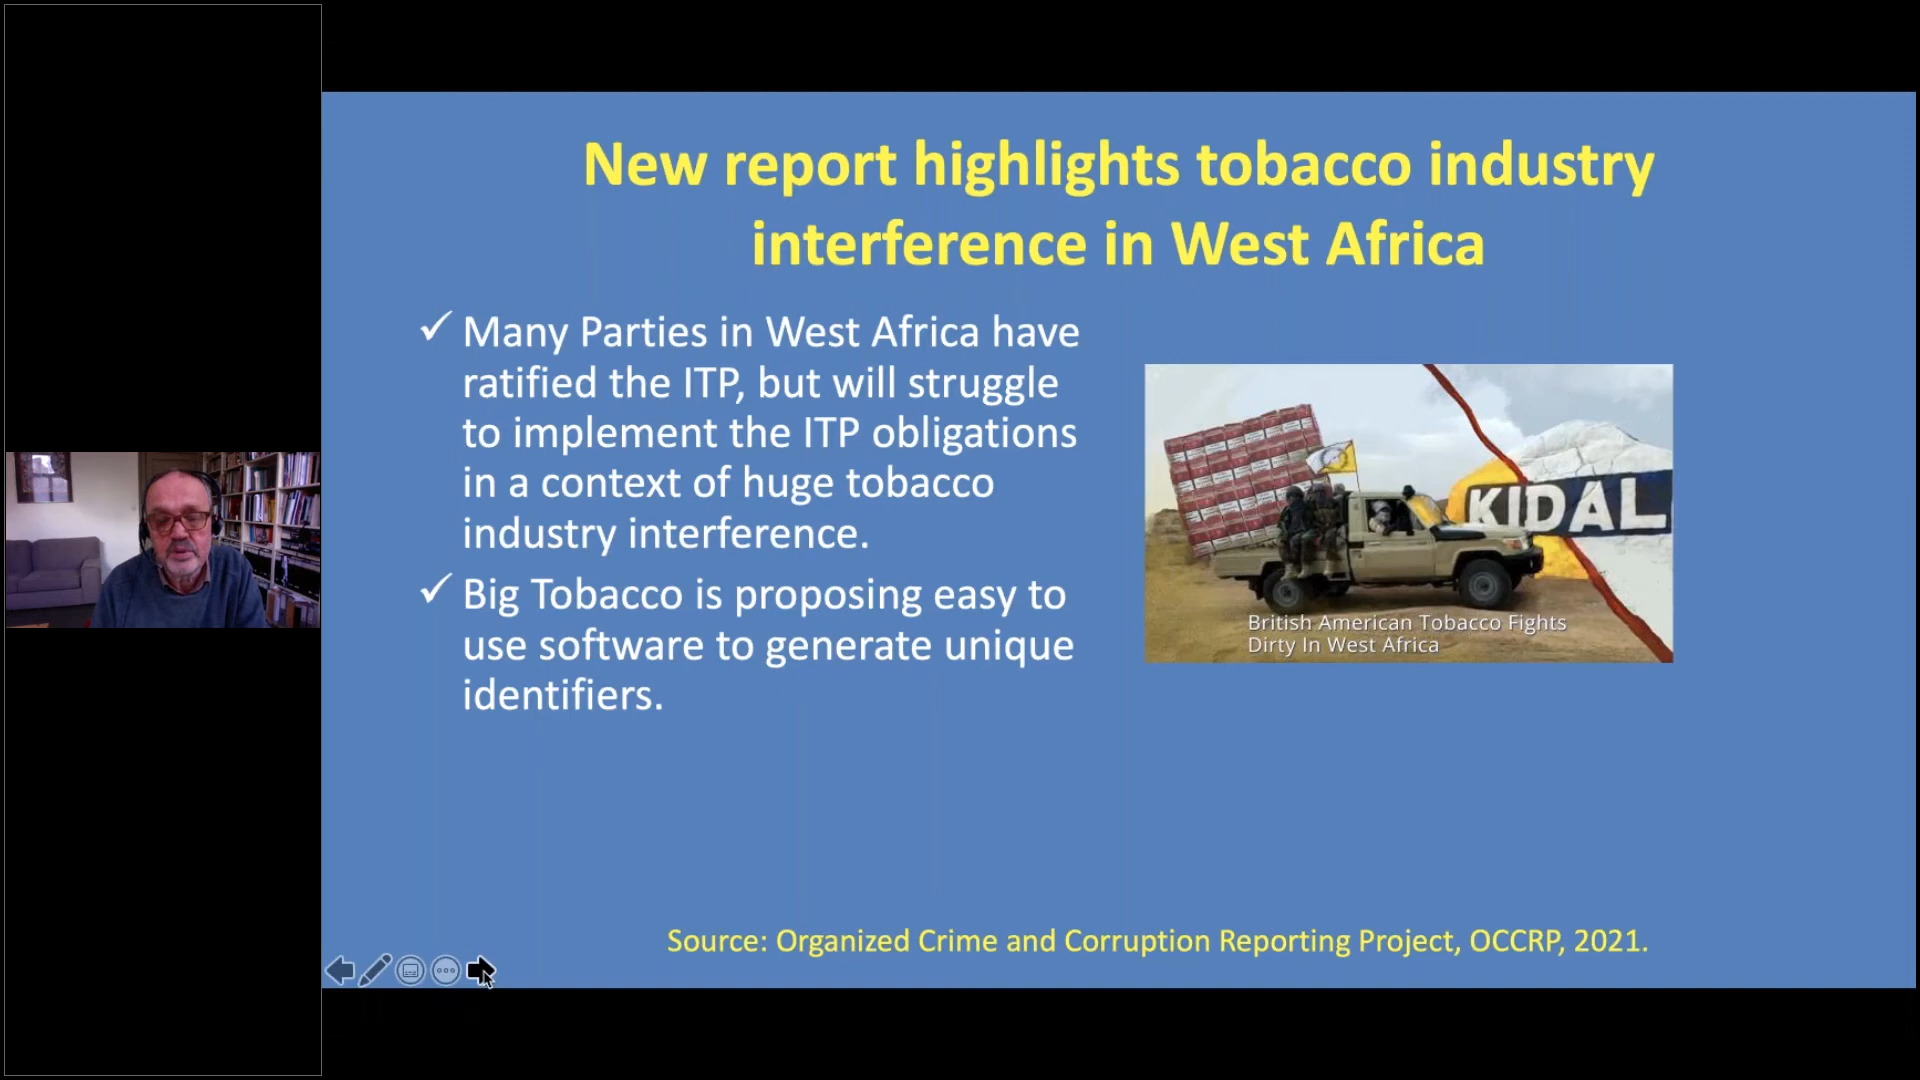 New report highlights tobacco industry
interference in West Africa
✓ Many Parties in West Africa have
ratified the ITP, but will struggle
to implement the ITP obligations
in a context of huge tobacco
industry interference.
✓ Big Tobacco is proposing easy to
use software to generate unique
identifiers.
KIDAL
British American Tobacco Fights
Dirty In West Africa
Source: Organized Crime and Corruption Reporting Project, OCCRP, 2021.